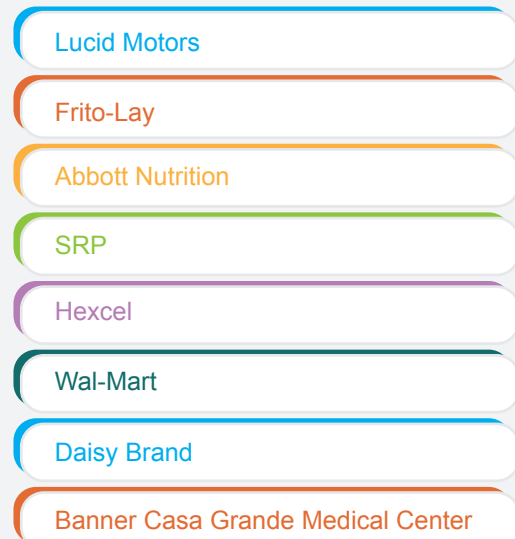 Lucid Motors
Frito-Lay
Abbott Nutrition
SRP
Hexcel
Wal-Mart
Daisy Brand
Banner Casa Grande Medical Center